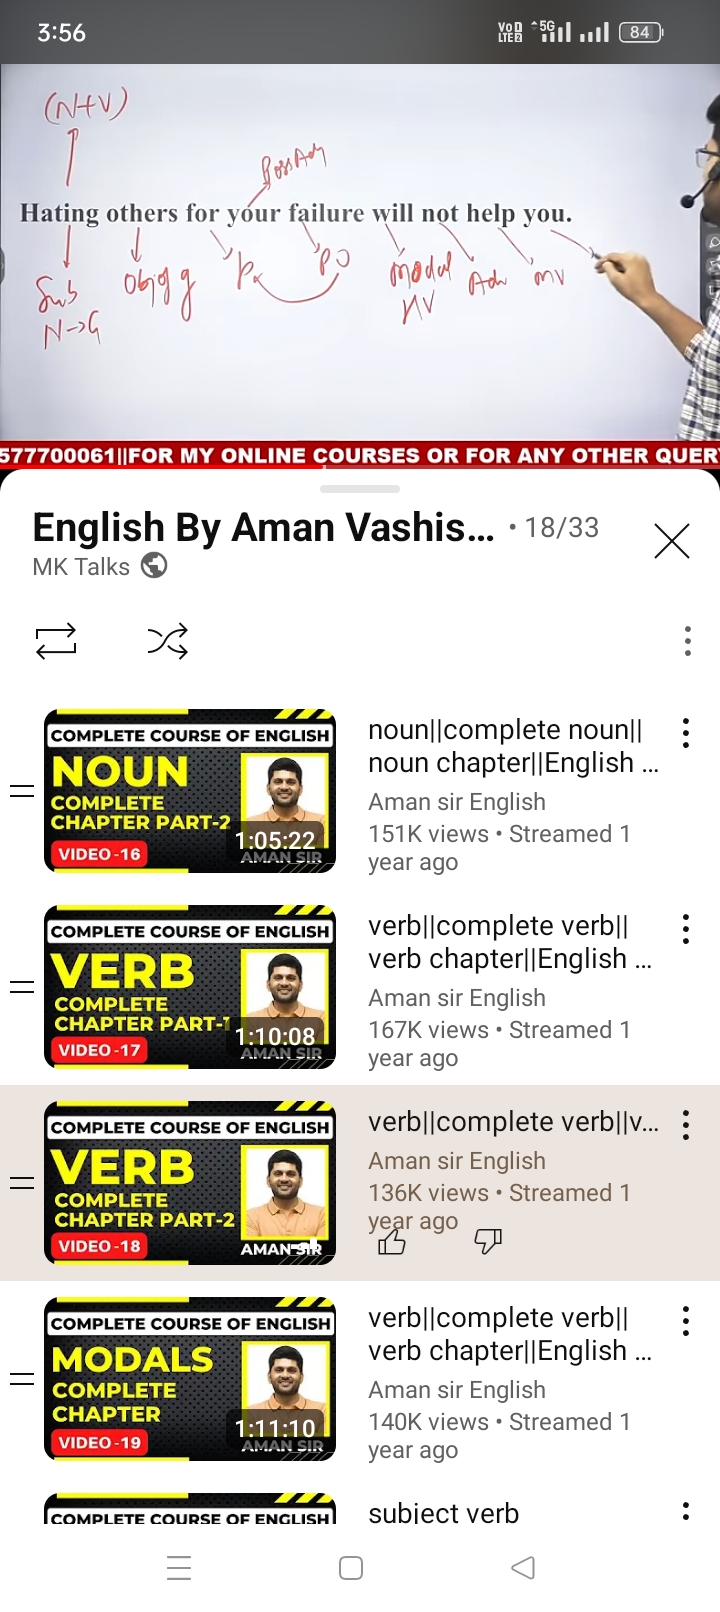 3:56
VoD
LTE2
5G
84
(N+V)
Poss Adj
Hating others for your failure will not help you.
Sub
N→G
Obj of g
PO
Modal
HV
Adv
MV
577700061||FOR MY ONLINE COURSES OR FOR ANY OTHER QUER
English By Aman Vashis... • 18/33
MK Talks
COMPLETE COURSE OF ENGLISH
NOUN
COMPLETE
CHAPTER PART-2
VIDEO -16
1:05:22
AMAN SIR
noun||complete noun||
noun chapter||English ...
Aman sir English
151K views • Streamed 1
year ago
COMPLETE COURSE OF ENGLISH
VERB
COMPLETE
CHAPTER PART-1
VIDEO -17
1:10:08
AMAN SIR
verb||complete verb||
verb chapter||English ...
Aman sir English
167K views • Streamed 1
year ago
COMPLETE COURSE OF ENGLISH
VERB
COMPLETE
CHAPTER PART-2
VIDEO -18
AMAN SIR
verb||complete verb||v...
Aman sir English
136K views • Streamed 1
year ago
COMPLETE COURSE OF ENGLISH
MODALS
COMPLETE
CHAPTER
VIDEO -19
1:11:10
AMAN SIR
verb||complete verb||
verb chapter||English ...
Aman sir English
140K views • Streamed 1
year ago
COMPLETE COURSE OF ENGLISH
subject verb